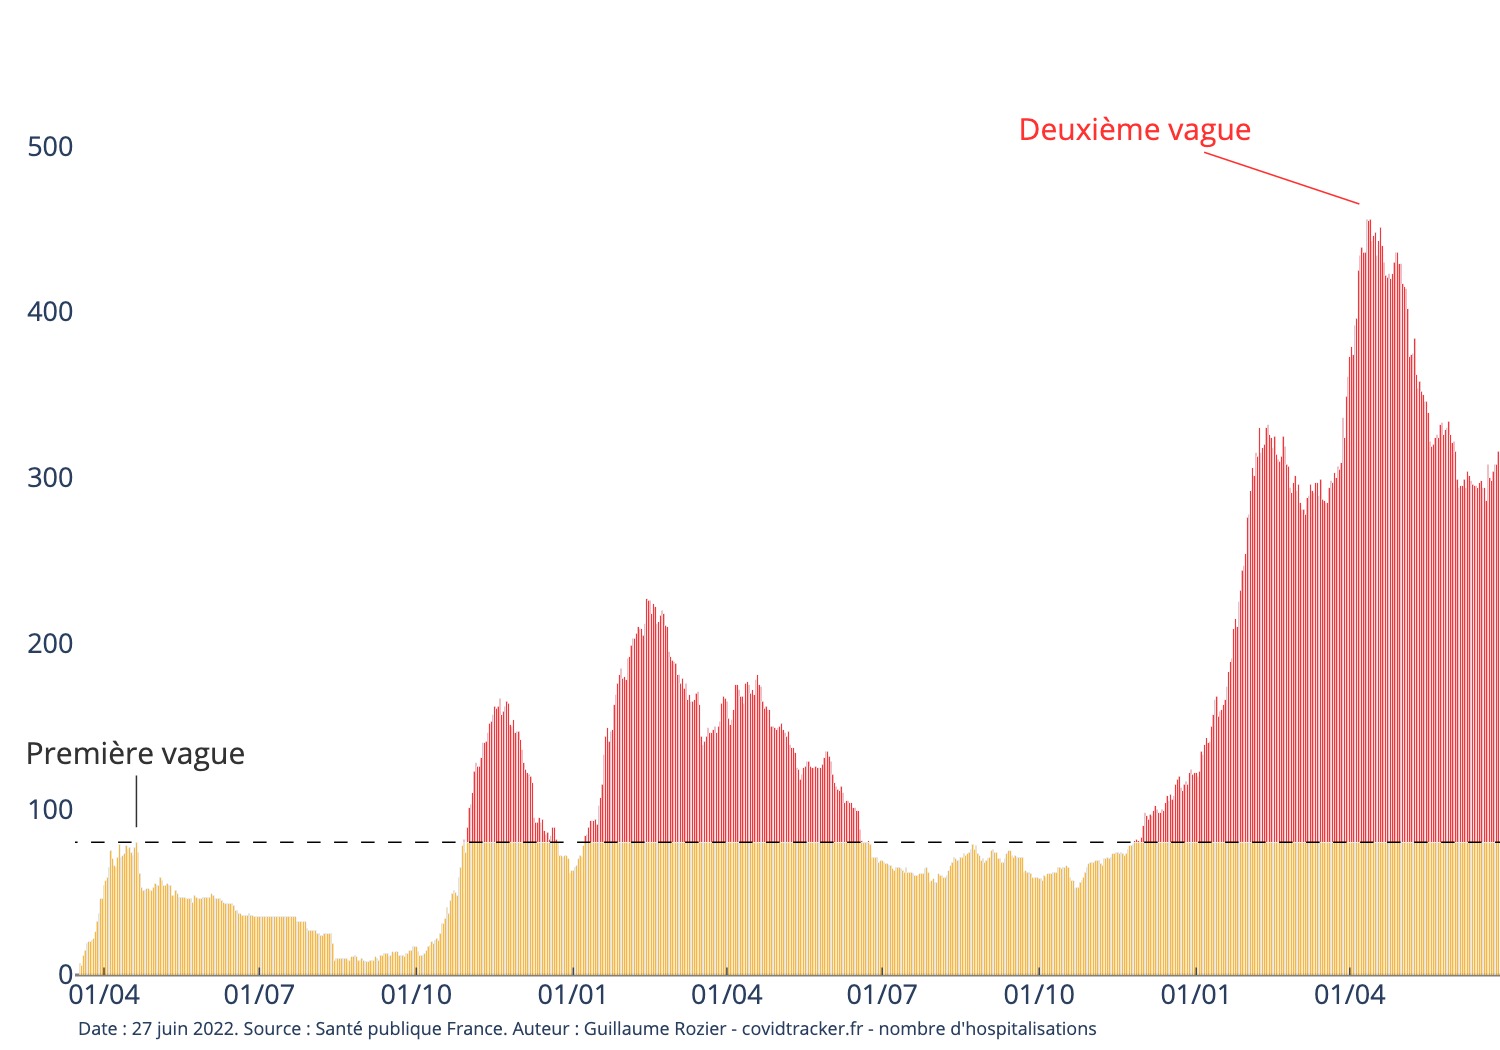 Deuxième vague
500
400
300
200
Première vague
100
0
01/04 01/07 01/10 01/01 01/04 01/07 01/10 01/01 01/04
Date : 27 juin 2022. Source : Santé publique France. Auteur : Guillaume Rozier - covidtracker.fr - nombre d'hospitalisations